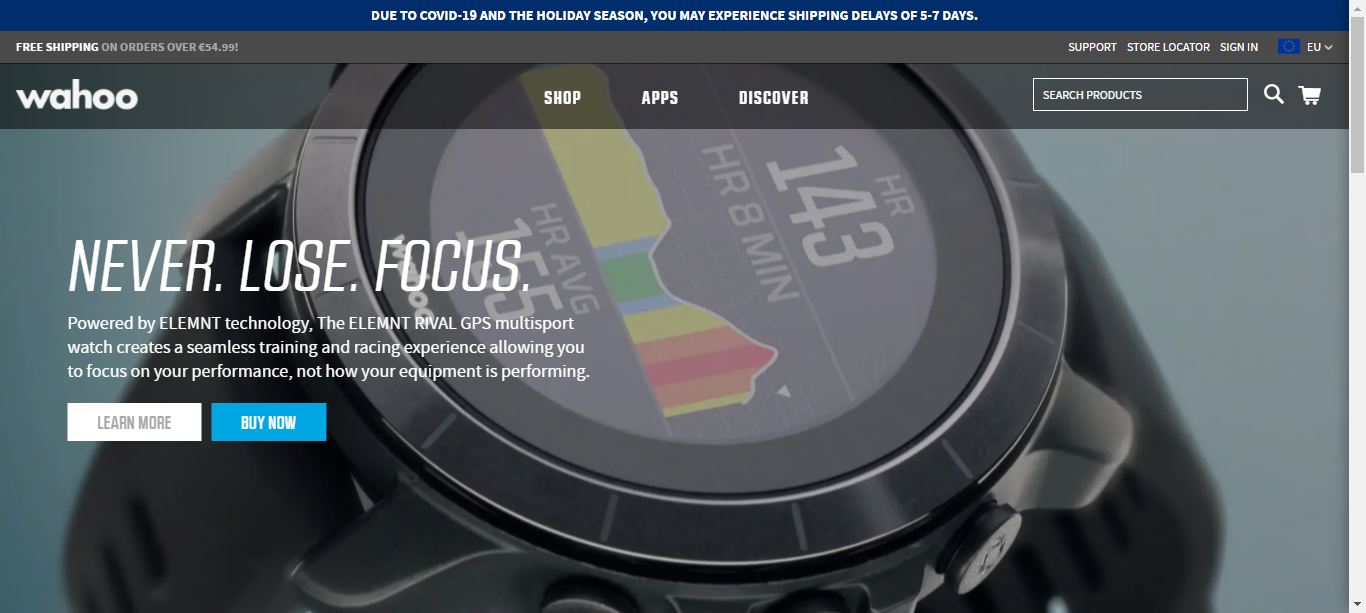 DUE TO COVID-19 AND THE HOLIDAY SEASON, YOU MAY EXPERIENCE SHIPPING DELAYS OF 5-7 DAYS.
FREE SHIPPING ON ORDERS OVER €54.99!
SUPPORT STORE LOCATOR SIGN IN EU
wahoo
SHOP APPS DISCOVER
SEARCH PRODUCTS
HR
143
HR 8 MIN
HR AVG
155
wahoo
NEVER. LOSE. FOCUS.
Powered by ELEMNT technology, The ELEMNT RIVAL GPS multisport
watch creates a seamless training and racing experience allowing you
to focus on your performance, not how your equipment is performing.
LEARN MORE BUY NOW